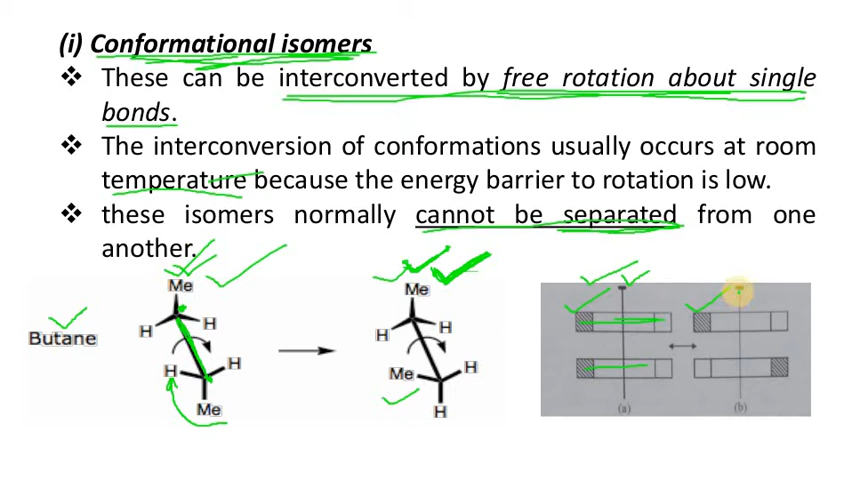 (i) Conformational isomers
❖ These can be interconverted by free rotation about single
bonds.
❖ The interconversion of conformations usually occurs at room
temperature because the energy barrier to rotation is low.
❖ these isomers normally cannot be separated from one
another.
Butane
Me
H H
H H
Me
Me
H H
Me H
H
(a) (b)